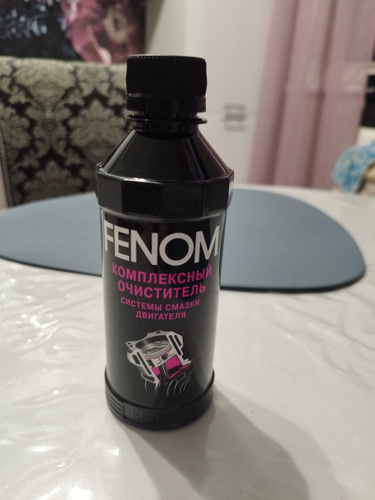 FENOM
КОМПЛЕКСНЫЙ
ОЧИСТИТЕЛЬ
СИСТЕМЫ СМАЗКИ
ДВИГАТЕЛЯ